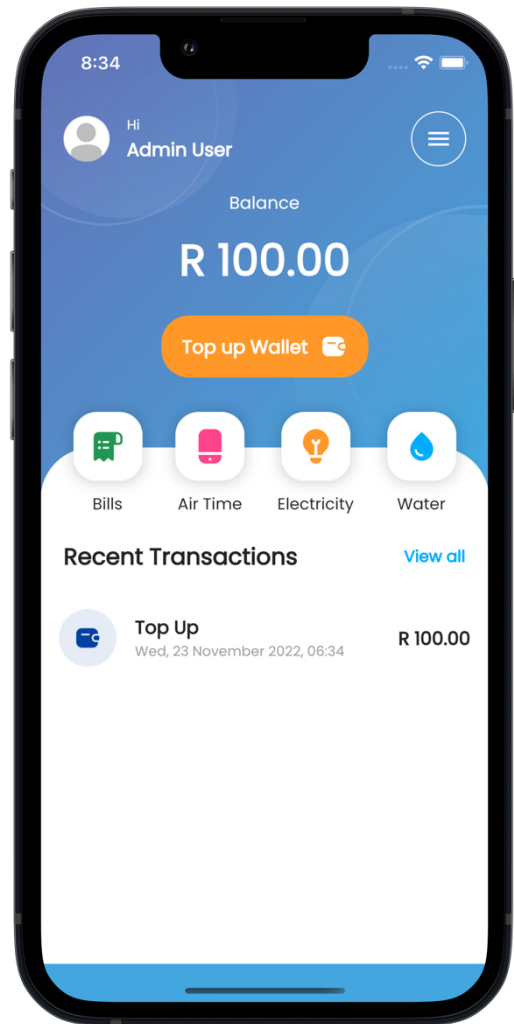 8:34
Hi
Admin User
Balance
R 100.00
Top up Wallet
Bills Air Time Electricity Water
Recent Transactions View all
Top Up
R 100.00
Wed, 23 November 2022, 06:34